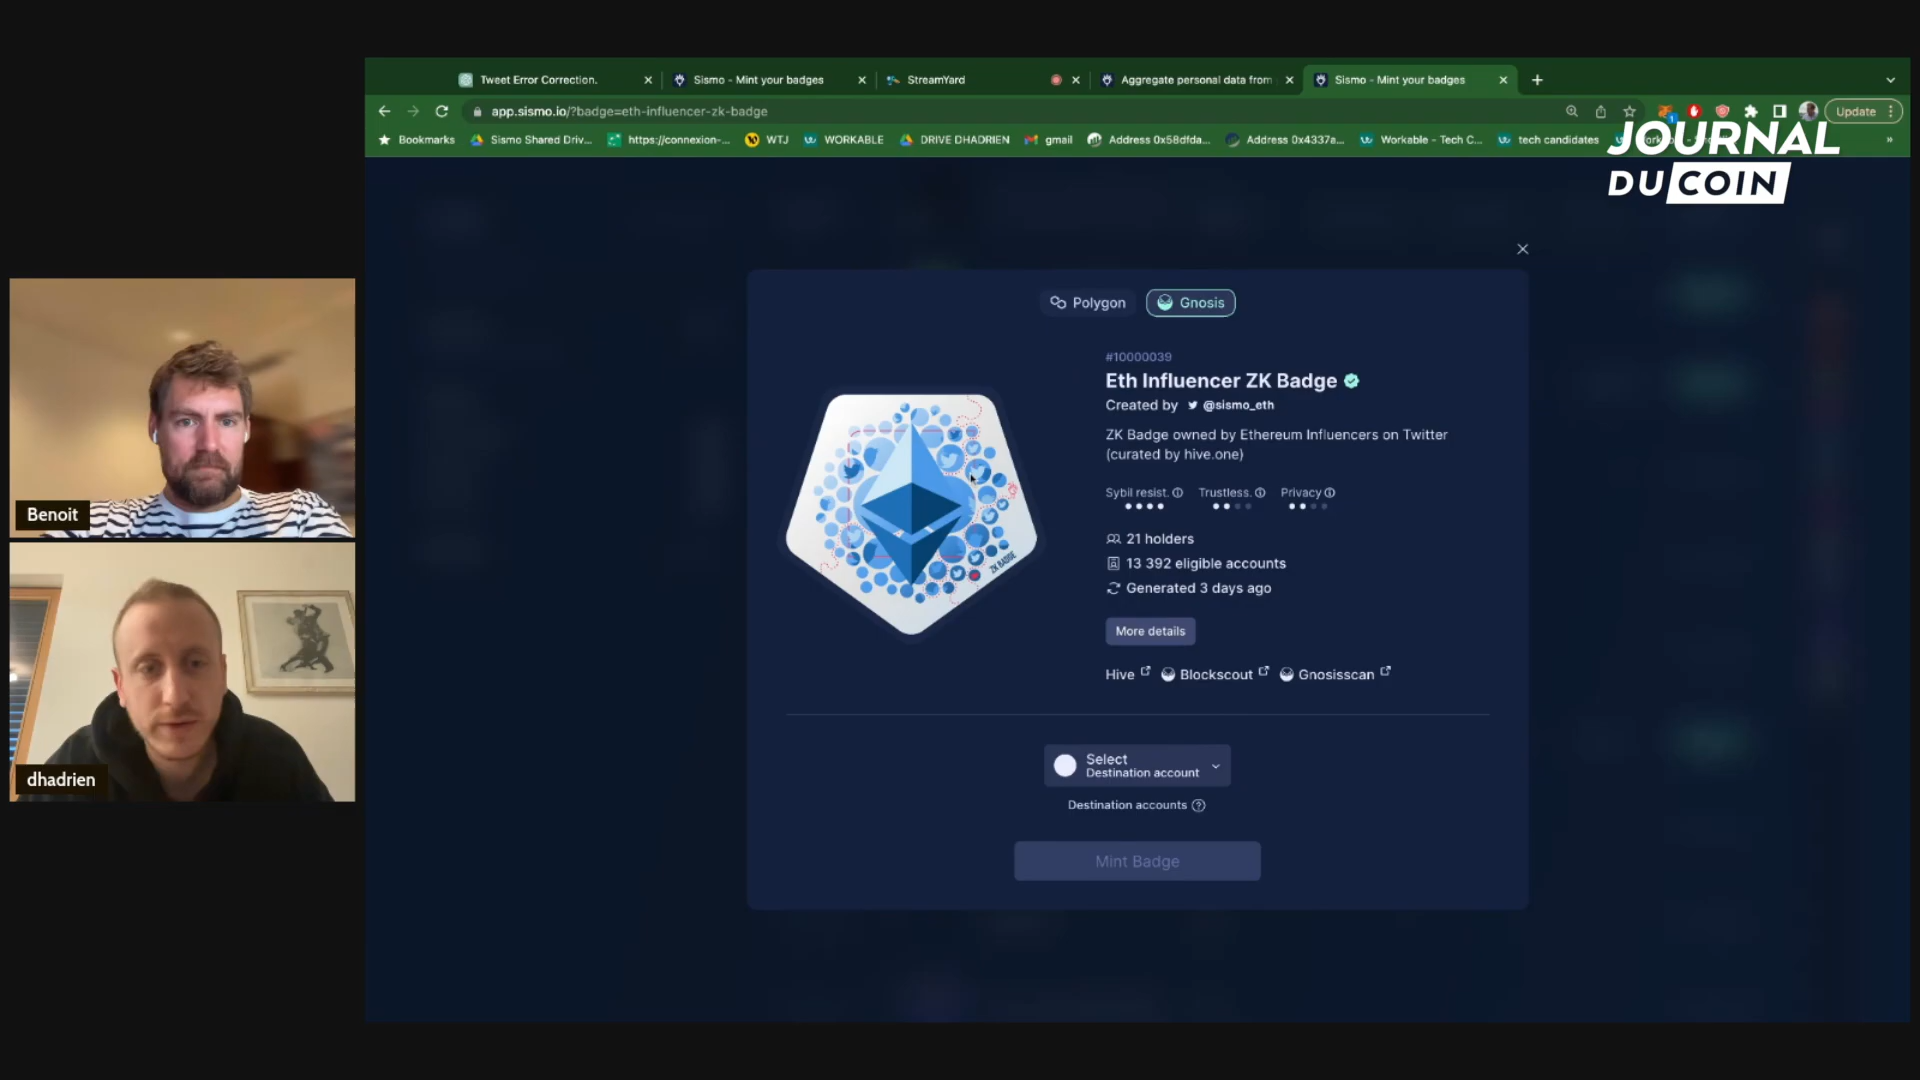 Tweet Error Correction.
Sismo - Mint your badges
StreamYard
Aggregate personal data from
Sismo - Mint your badges
app.sismo.io/?badge=eth-influencer-zk-badge
Update
Bookmarks
Sismo Shared Driv...
https://connexion-...
WTJ
WORKABLE
DRIVE DHADRIEN
gmail
Address 0x58dfda...
Address 0x4337a...
Workable - Tech C...
tech candidates
JOURNAL
DU COIN
Polygon
Gnosis
#10000039
Eth Influencer ZK Badge
Created by @sismo_eth
ZK Badge owned by Ethereum Influencers on Twitter
(curated by hive.one)
Sybil resist. Trustless. Privacy
21 holders
13 392 eligible accounts
Generated 3 days ago
More details
Hive Blockscout Gnosisscan
ZK BADGE
Select
Destination account
Destination accounts
Mint Badge
Benoit
dhadrien